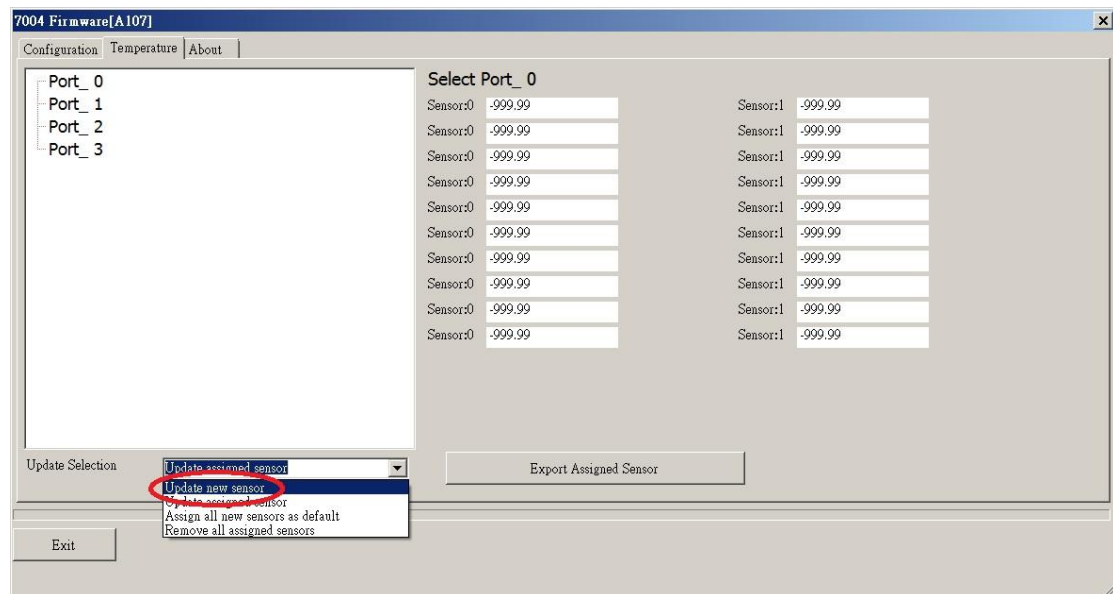 7004 Firmware[A107]
Configuration Temperature About
Port_ 0
Port_ 1
Port_ 2
Port_ 3
Select Port_ 0
Sensor:0 -999.99 Sensor:1 -999.99
Sensor:0 -999.99 Sensor:1 -999.99
Sensor:0 -999.99 Sensor:1 -999.99
Sensor:0 -999.99 Sensor:1 -999.99
Sensor:0 -999.99 Sensor:1 -999.99
Sensor:0 -999.99 Sensor:1 -999.99
Sensor:0 -999.99 Sensor:1 -999.99
Sensor:0 -999.99 Sensor:1 -999.99
Sensor:0 -999.99 Sensor:1 -999.99
Sensor:0 -999.99 Sensor:1 -999.99
Update Selection Update assigned sensor Export Assigned Sensor
Update new sensor
Update assigned sensor
Assign all new sensors as default
Remove all assigned sensors
Exit